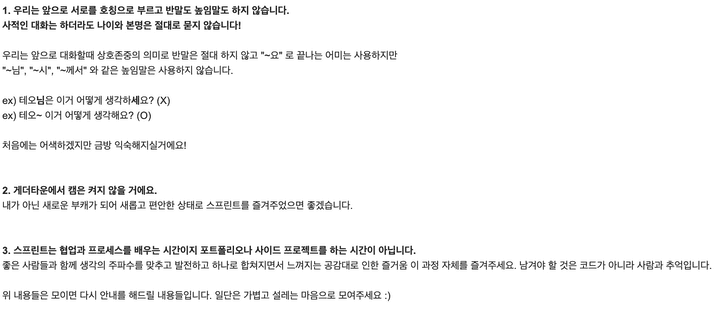 1. 우리는 앞으로 서로를 호칭으로 부르고 반말도 높임말도 하지 않습니다.
사적인 대화는 하더라도 나이와 본명은 절대로 묻지 않습니다!
우리는 앞으로 대화할때 상호존중의 의미로 반말은 절대 하지 않고 "~요" 로 끝나는 어미는 사용하지만
"~님", "~시", "~께서" 와 같은 높임말은 사용하지 않습니다.
ex) 테오님은 이거 어떻게 생각하세요? (X)
ex) 테오~ 이거 어떻게 생각해요? (O)
처음에는 어색하겠지만 금방 익숙해지실거에요!
2. 게더타운에서 캠은 켜지 않을 거에요.
내가 아닌 새로운 부캐가 되어 새롭고 편안한 상태로 스프린트를 즐겨주었으면 좋겠습니다.
3. 스프린트는 협업과 프로세스를 배우는 시간이지 포트폴리오나 사이드 프로젝트를 하는 시간이 아닙니다.
좋은 사람들과 함께 생각의 주파수를 맞추고 발전하고 하나로 합쳐지면서 느껴지는 공감대로 인한 즐거움 이 과정 자체를 즐겨주세요. 남겨야 할 것은 코드가 아니라 사람과 추억입니다.
위 내용들은 모이면 다시 안내를 해드릴 내용들입니다. 일단은 가볍고 설레는 마음으로 모여주세요 :)